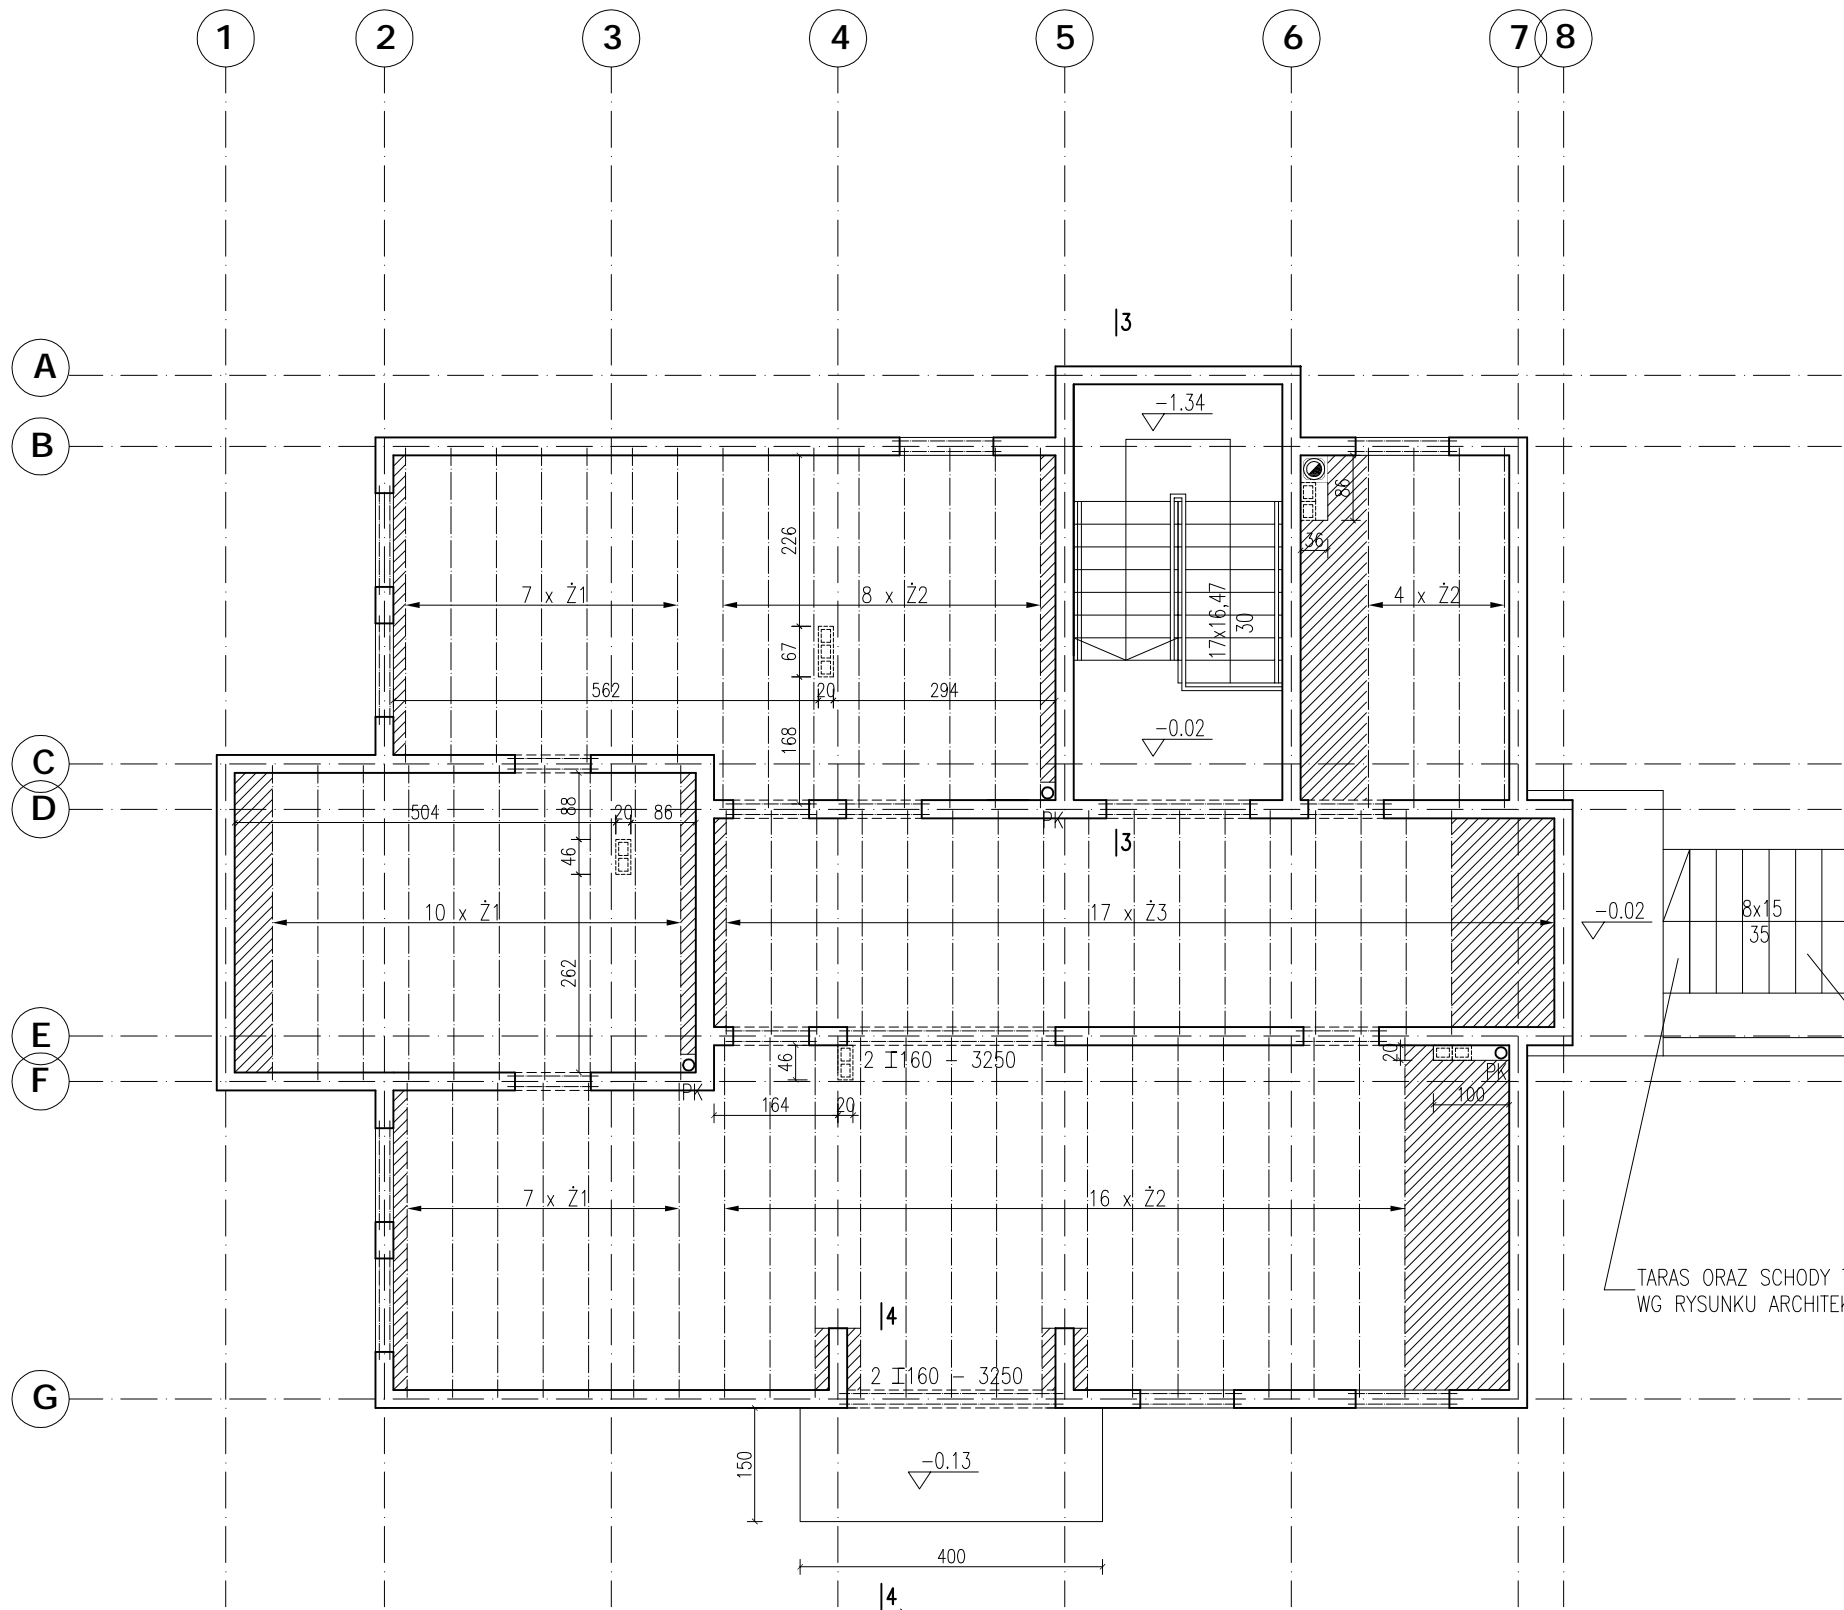 1 2 3 4 5 6 7 8
|3
A
-1.34
B
86
36
226
7 x Ż1
8 x Ż2
4 x Ż2
17x16,47
30
67
562
20
294
168
-0.02
C
D
504
88
20
86
PK
|3
46
10 x Ż1
17 x Ż3
-0.02
8x15
35
262
E
F
46
2 I160 - 3250
20
PK
PK
164
20
100
7 x Ż1
16 x Ż2
TARAS ORAZ SCHODY
WG RYSUNKU
|4
2 I160 - 3250
G
150
-0.13
400
|4